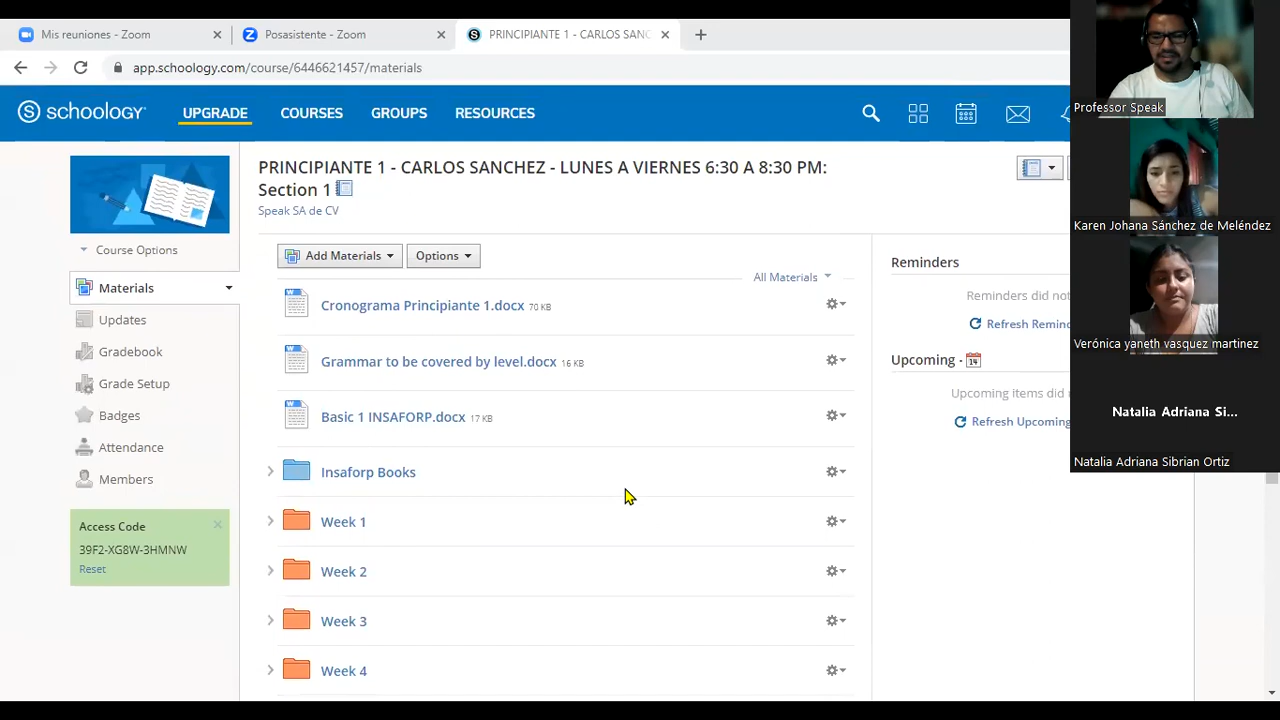 Mis reuniones - Zoom
Posasistente - Zoom
PRINCIPIANTE 1 - CARLOS SANC
app.schoology.com/course/6446621457/materials
S schoology
UPGRADE
COURSES
GROUPS
RESOURCES
PRINCIPIANTE 1 - CARLOS SANCHEZ - LUNES A VIERNES 6:30 A 8:30 PM:
Section 1
Speak SA de CV
Course Options
Materials
Updates
Gradebook
Grade Setup
Badges
Attendance
Members
Access Code
39F2-XG8W-3HMNW
Reset
Add Materials
Options
All Materials
Cronograma Principiante 1.docx 70 KB
Grammar to be covered by level.docx 16 KB
Basic 1 INSAFORP.docx 17 KB
Insaforp Books
Week 1
Week 2
Week 3
Week 4
Reminders
Reminders did not
Refresh Remin
Upcoming - 14
Upcoming items did
Refresh Upcoming
Professor Speak
Karen Johana Sánchez de Meléndez
Verónica yaneth vasquez martinez
Natalia Adriana Si...
Natalia Adriana Sibrian Ortiz